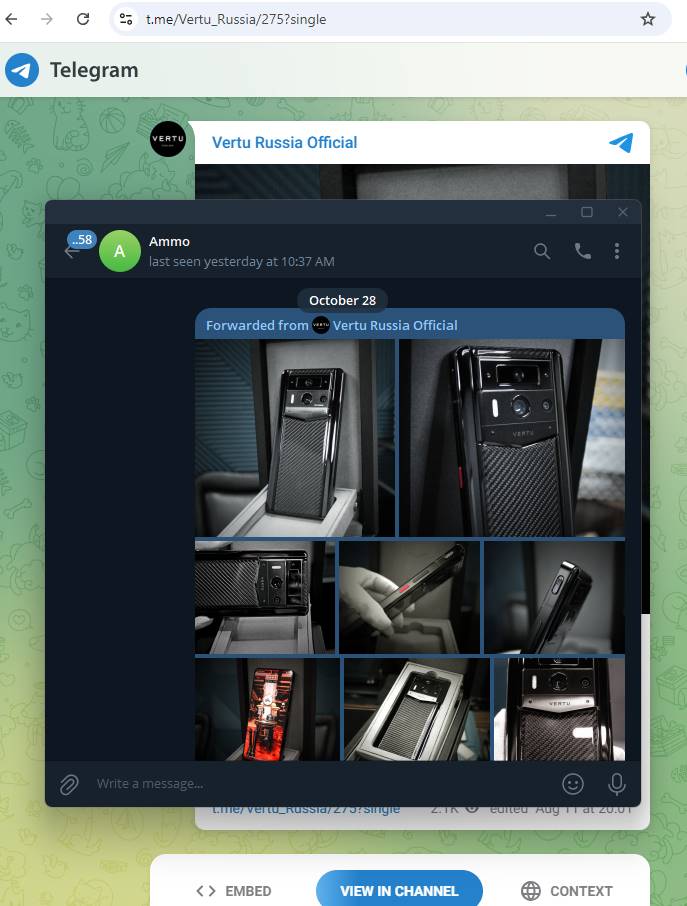 t.me/Vertu_Russia/275?single
Telegram
VERTU
Vertu Russia Official
..58
A
Ammo
last seen yesterday at 10:37 AM
October 28
Forwarded from VERTU Vertu Russia Official
VERTU
VERTU
Write a message...
t.me/Vertu_Russia/275?single 2.1K edited Aug 11 at 20:01
EMBED
VIEW IN CHANNEL
CONTEXT